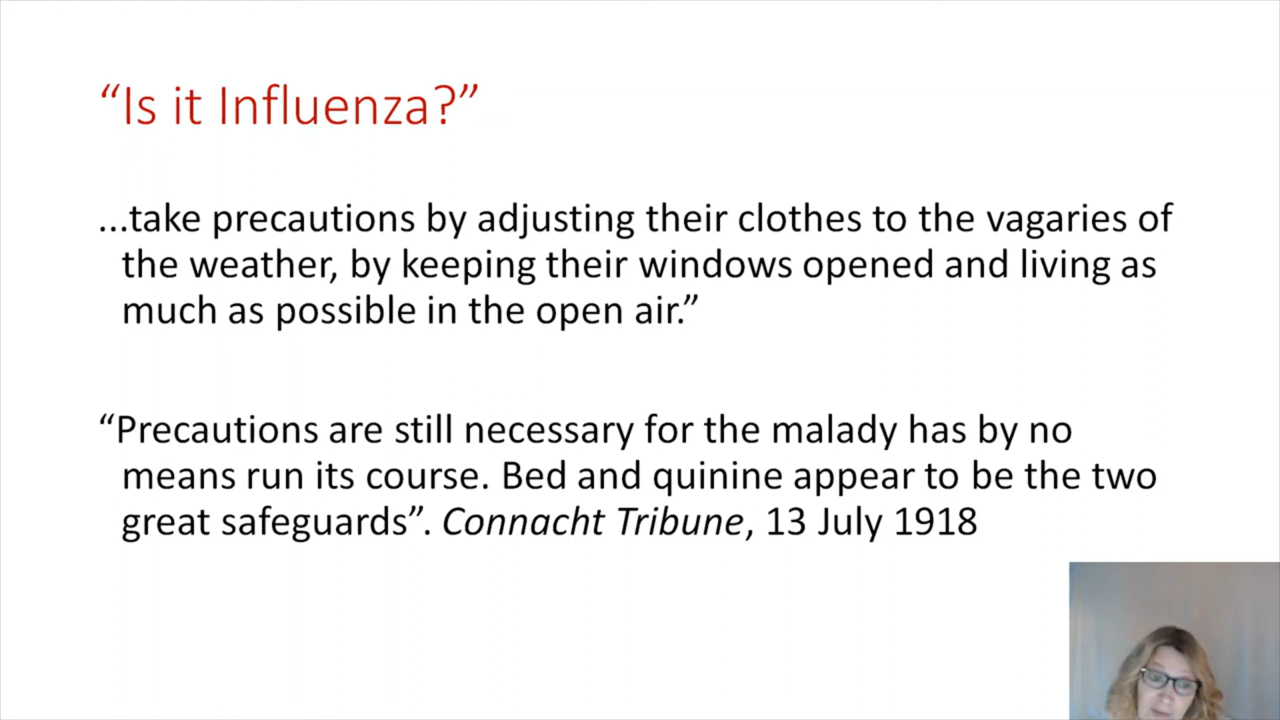 “Is it Influenza?”
...take precautions by adjusting their clothes to the vagaries of
the weather, by keeping their windows opened and living as
much as possible in the open air.”
“Precautions are still necessary for the malady has by no
means run its course. Bed and quinine appear to be the two
great safeguards”. Connacht Tribune, 13 July 1918